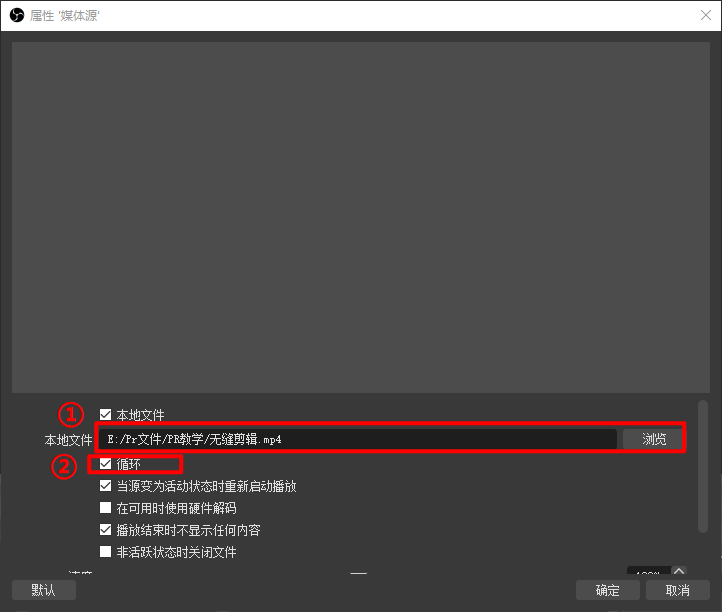 属性 '媒体源'
① 本地文件
本地文件 E:/Pr文件/PR教学/无缝剪辑.mp4 浏览
② 循环
当源变为活动状态时重新启动播放
在可用时使用硬件解码
播放结束时不显示任何内容
非活跃状态时关闭文件
默认 确定 取消